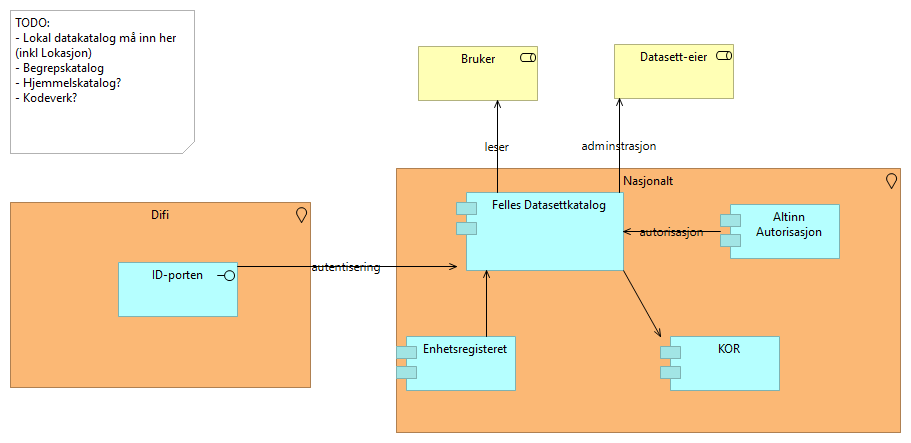 TODO:
- Lokal datakatalog må inn her
(inkl Lokasjon)
- Begrepskatalog
- Hjemmelskatalog?
- Kodeverk?
Bruker
Datasett-eier
leser
adminstrasjon
Nasjonalt
Difi
Felles Datasettkatalog
Altinn
Autorisasjon
autorisasjon
ID-porten
autentisering
Enhetsregisteret
KOR